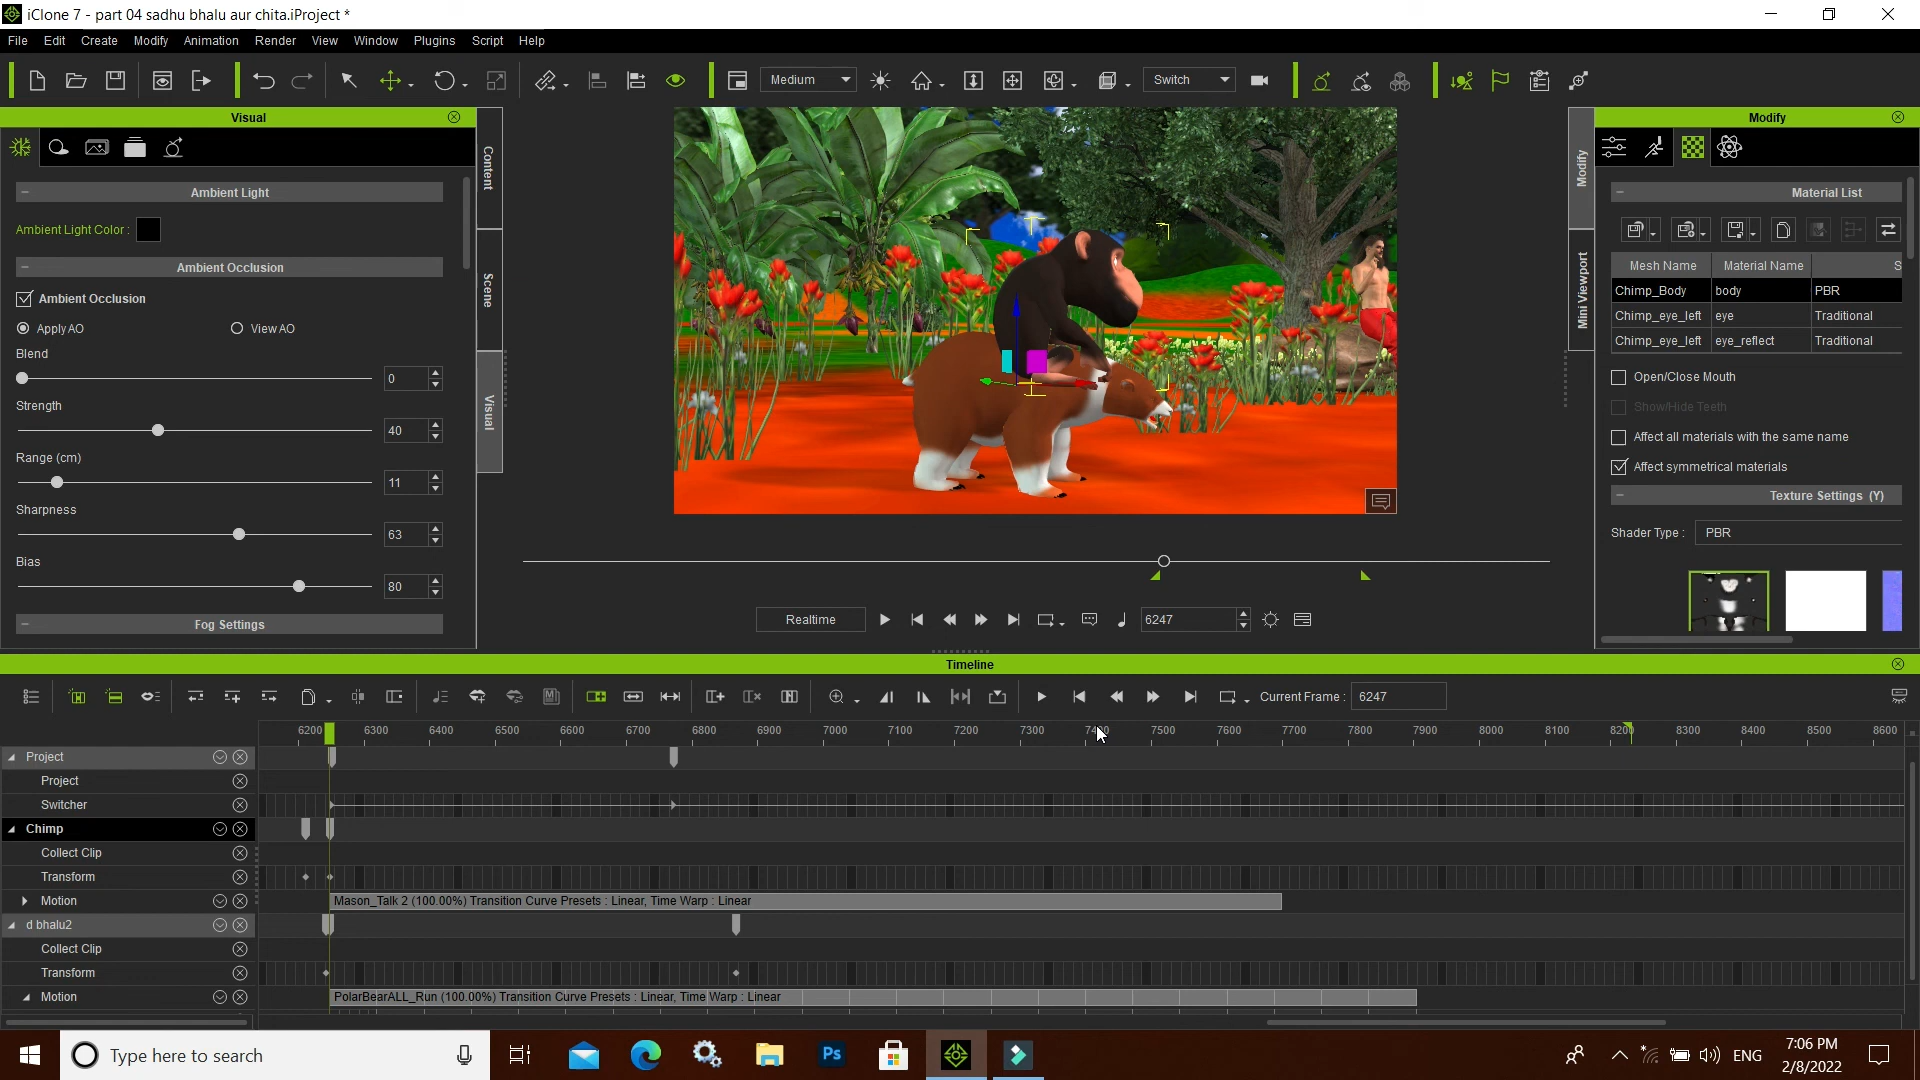 iClone 7 - part 04 sadhu bhalu aur chita.iProject *
File Edit Create Modify Animation Render View Window Plugins Script Help
Medium Switch
Visual
Content
Scene
Visual
Ambient Light
Ambient Light Color :
Ambient Occlusion
Ambient Occlusion
Apply AO View AO
Blend
0
Strength
40
Range (cm)
11
Sharpness
63
Bias
80
Fog Settings
Realtime 6247
Modify
Modify
Mini Viewport
Material List
Mesh Name Material Name S
Chimp_Body body PBR
Chimp_eye_left eye Traditional
Chimp_eye_left eye_reflect Traditional
Open/Close Mouth
Show/Hide Teeth
Affect all materials with the same name
Affect symmetrical materials
Texture Settings (Y)
Shader Type : PBR
Timeline
Current Frame : 6247
6200 6300 6400 6500 6600 6700 6800 6900 7000 7100 7200 7300 7400 7500 7600 7700 7800 7900 8000 8100 8200 8300 8400 8500 8600
Project
Project
Switcher
Chimp
Collect Clip
Transform
Motion Mason_Talk 2 (100.00%) Transition Curve Presets : Linear, Time Warp : Linear
d bhalu2
Collect Clip
Transform
Motion PolarBearALL_Run (100.00%) Transition Curve Presets : Linear, Time Warp : Linear
Type here to search
Ps
ENG
7:06 PM
2/8/2022